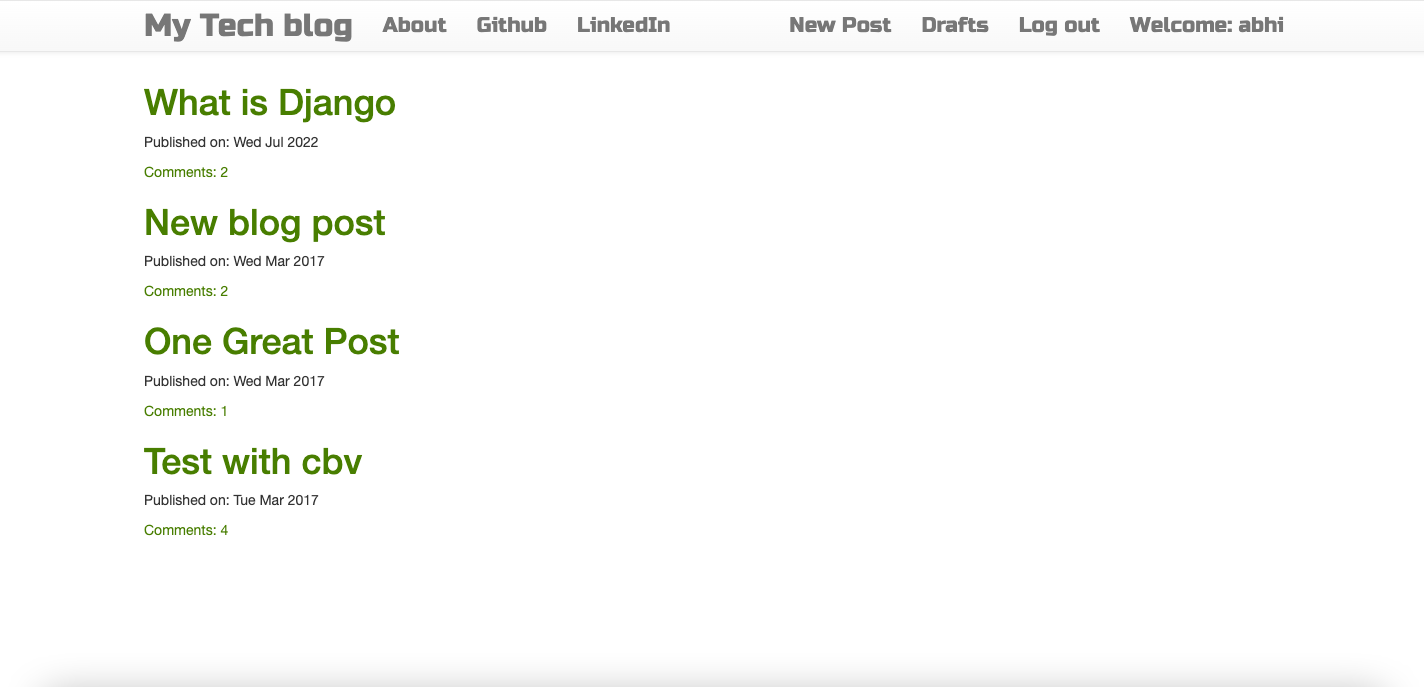 My Tech blog About Github LinkedIn New Post Drafts Log out Welcome: abhi
What is Django
Published on: Wed Jul 2022
Comments: 2
New blog post
Published on: Wed Mar 2017
Comments: 2
One Great Post
Published on: Wed Mar 2017
Comments: 1
Test with cbv
Published on: Tue Mar 2017
Comments: 4